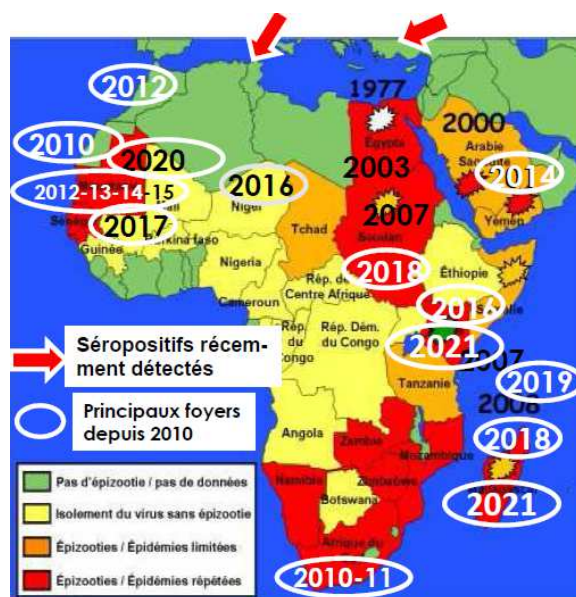 1977
2012
Egypte
2000
Arabie
Saoudite
2014
2010
2020
2003
2016
2012-13-14-15
Niger
2007
Yémen
2017
Tchad
Soudan
Guinée
Burkina Faso
Nigeria
2018
Éthiopie
Rép. de
Centre Afrique
Cameroun
Somalie
Rép.
du
Congo
Rép. Dém.
du Congo
2021
2007
Séropositifs récem-
ment détectés
2019
Tanzanie
2008
Principaux foyers
depuis 2010
2018
Angola
Zambie
Mozambique
Pas d'épizootie / pas de données
Namibie
Zimbabwe
Isolement du virus sans épizootie
Botswana
2021
Épizooties / Épidémies limitées
Afrique du
Épizooties / Épidémies répétées
2010-11